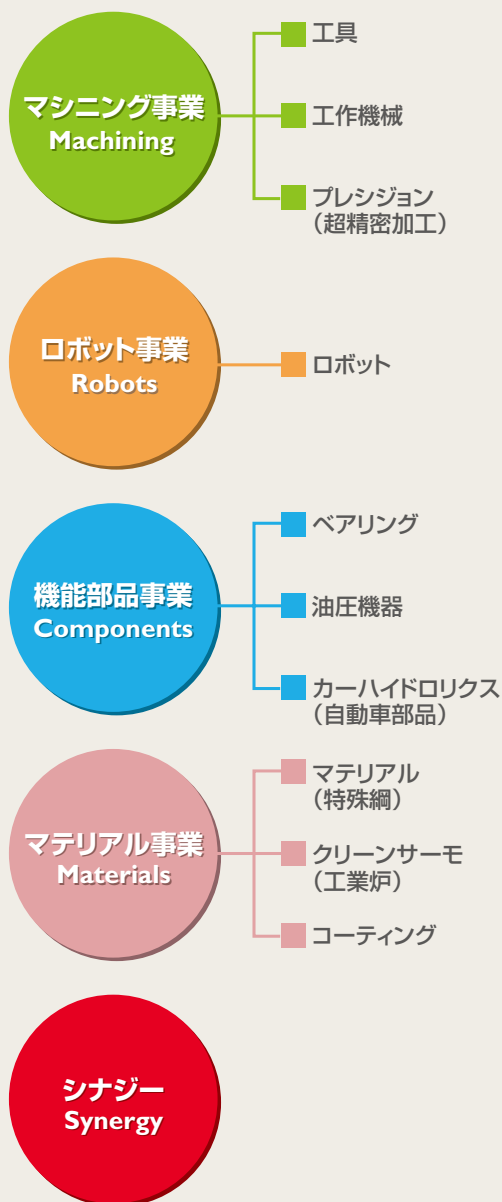 マシニング事業
Machining
工具
工作機械
プレシジョン
（超精密加工）
ロボット事業
Robots
ロボット
機能部品事業
Components
ベアリング
油圧機器
カーハイドロリクス
（自動車部品）
マテリアル事業
Materials
マテリアル
（特殊綱）
クリーンサーモ
（工業炉）
コーティング
シナジー
Synergy